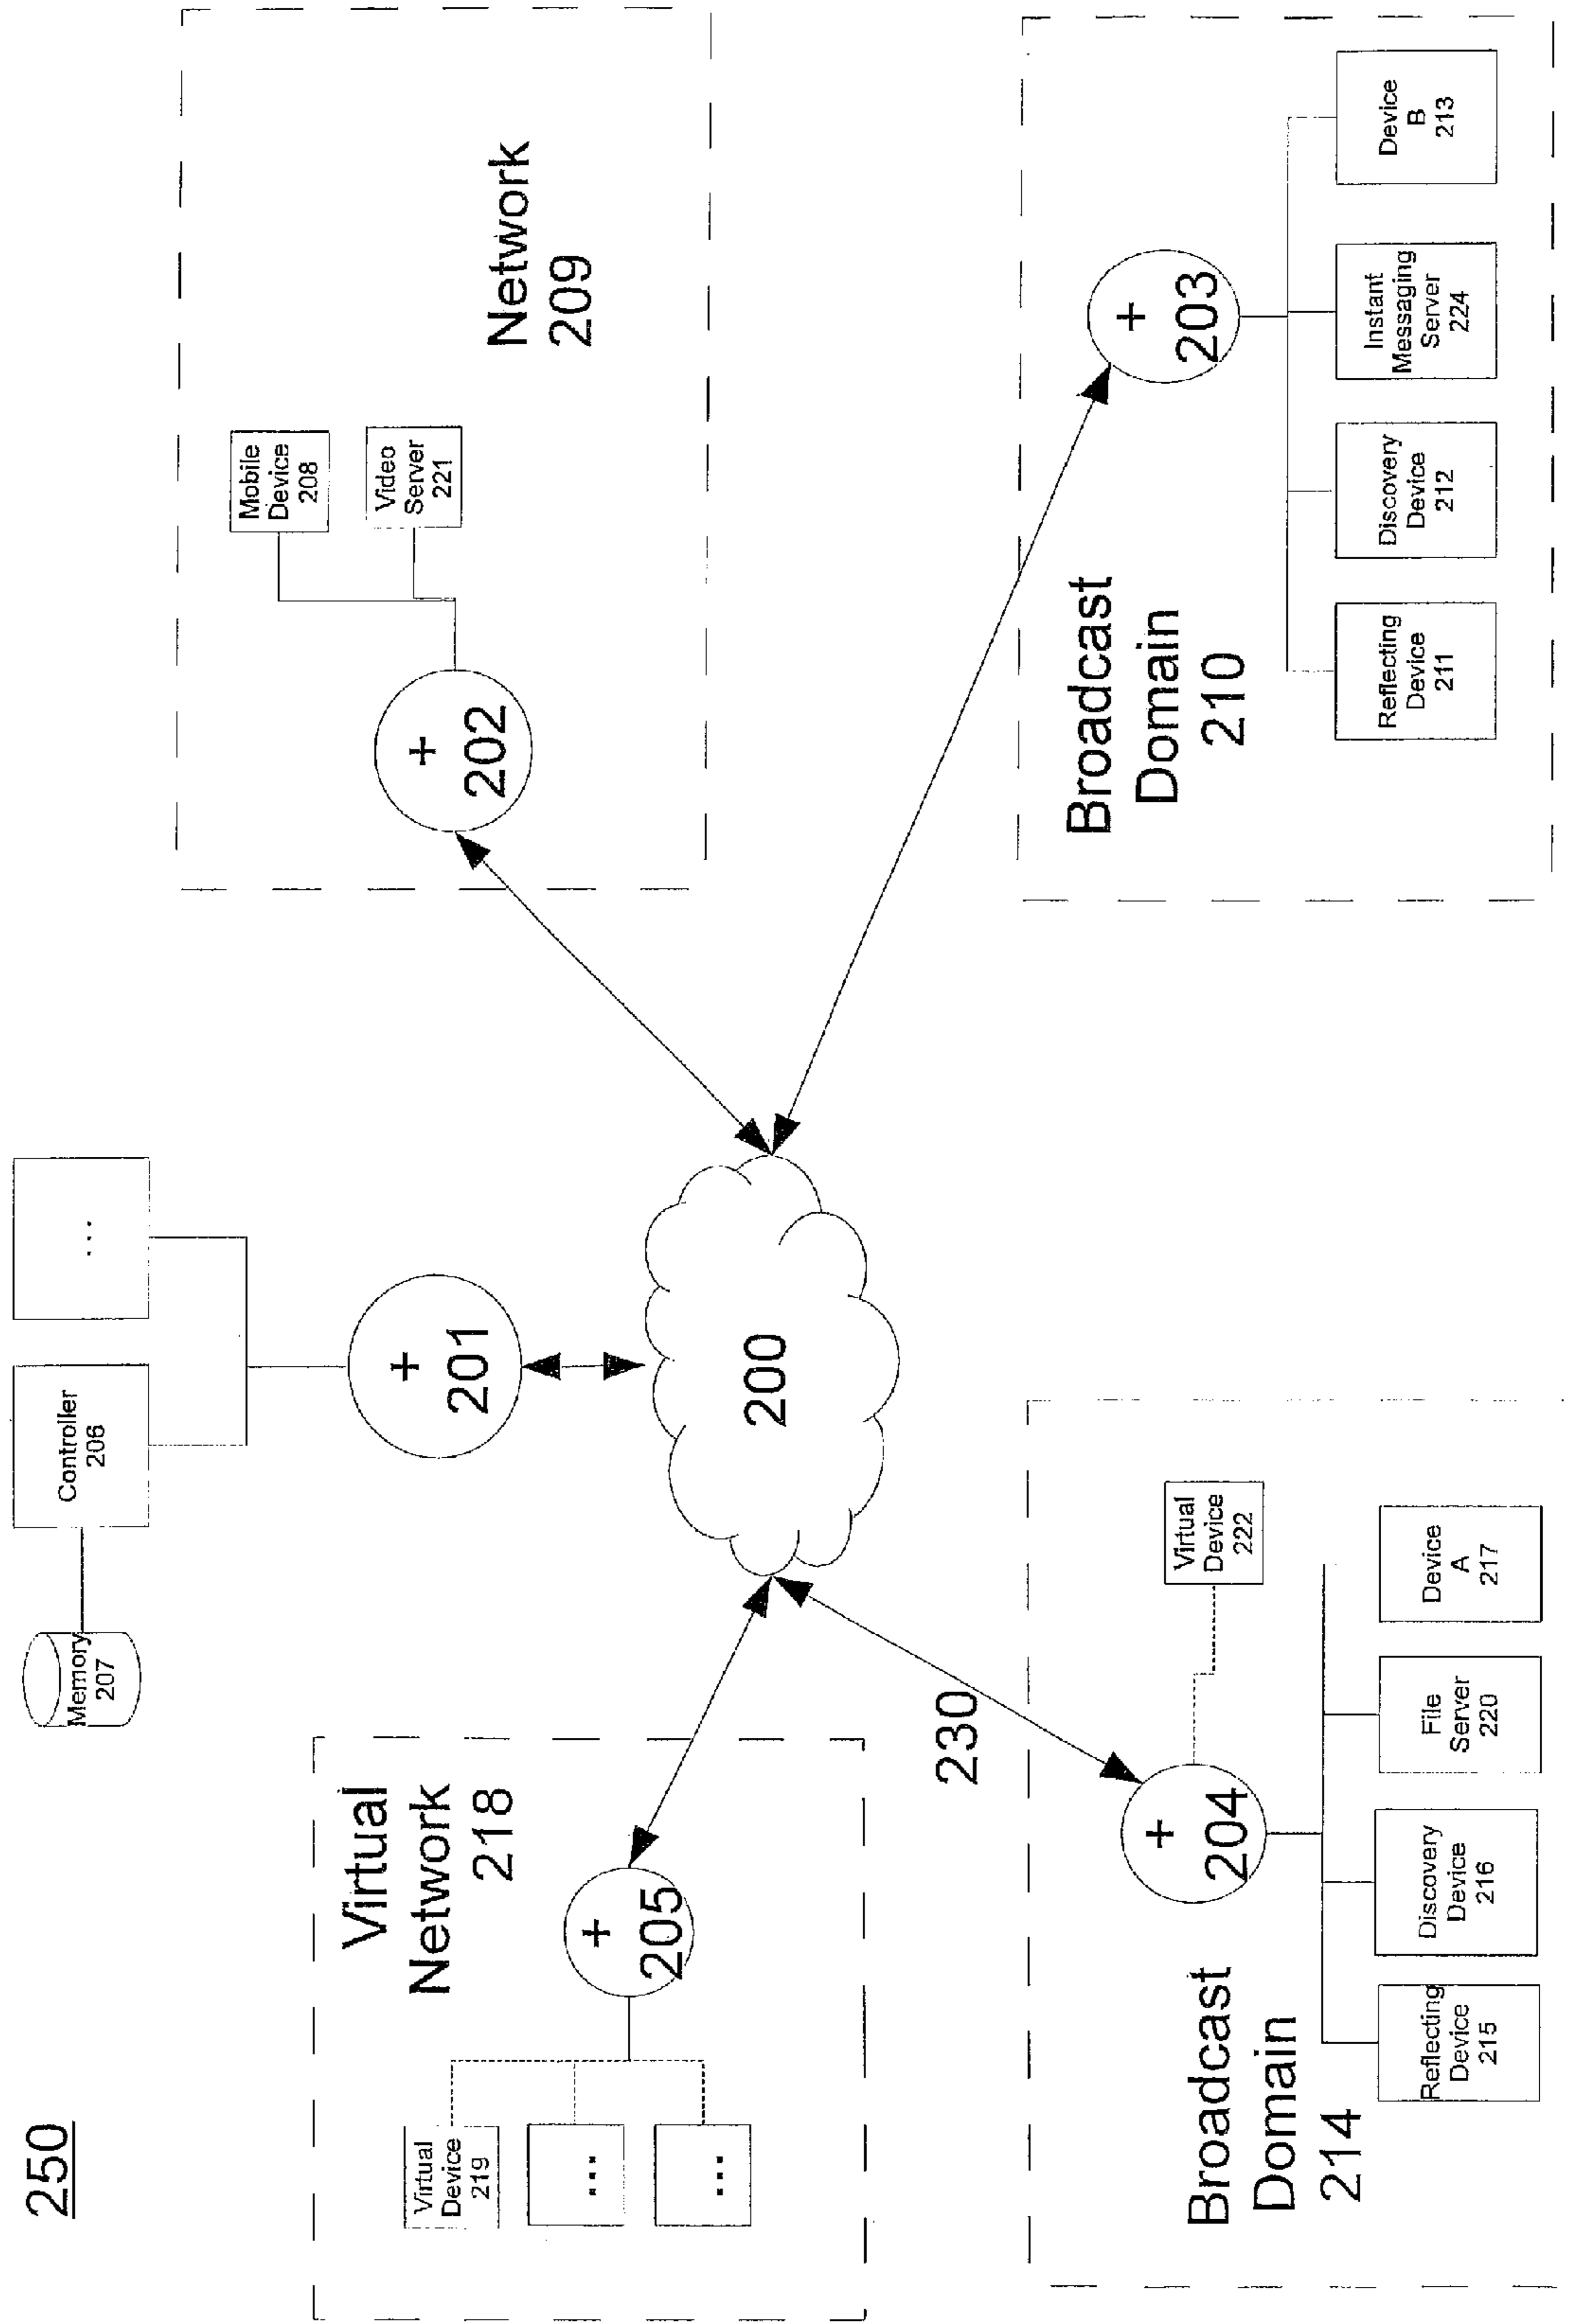 250
Memory
207
Controller
206
...
+
201
Virtual
Network
218
+
205
Virtual
Device
219
...
...
200
Network
209
Mobile
Device
208
Video
Server
221
+
202
230
Broadcast
Domain
214
+
204
Virtual
Device
222
Reflecting
Device
215
Discovery
Device
216
File
Server
220
Device
A
217
Broadcast
Domain
210
+
203
Reflecting
Device
211
Discovery
Device
212
Instant
Messaging
Server
224
Device
B
213